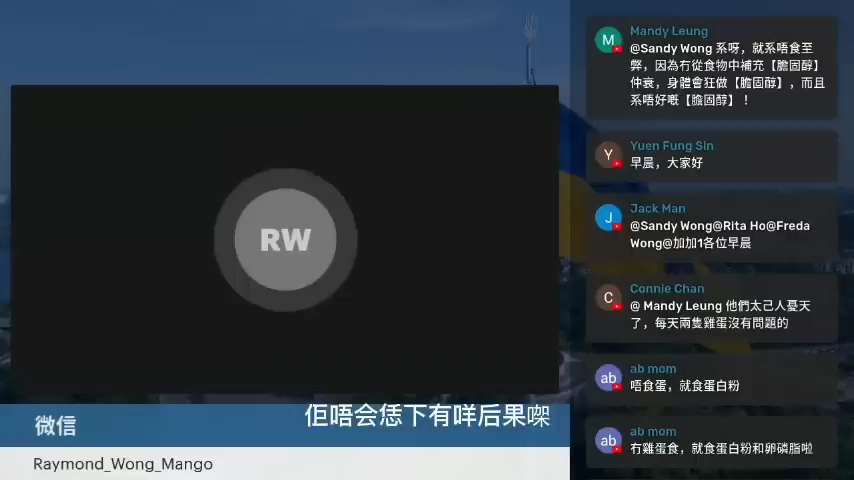 RW
佢唔会恁下有咩后果㗎
微信
Raymond_Wong_Mango
M
Mandy Leung
@Sandy Wong 系呀，就系唔食至
弊，因為冇從食物中補充【膽固醇】
仲衰，身體會狂做【膽固醇】，而且
系唔好嘅【膽固醇】！
Y
Yuen Fung Sin
早晨，大家好
J
Jack Man
@Sandy Wong@Rita Ho@Freda
Wong@加加1各位早晨
C
Connie Chan
@ Mandy Leung 他們太己人憂天
了，每天兩隻雞蛋沒有問題的
ab
ab mom
唔食蛋，就食蛋白粉
ab
ab mom
冇雞蛋食，就食蛋白粉和卵磷脂啦